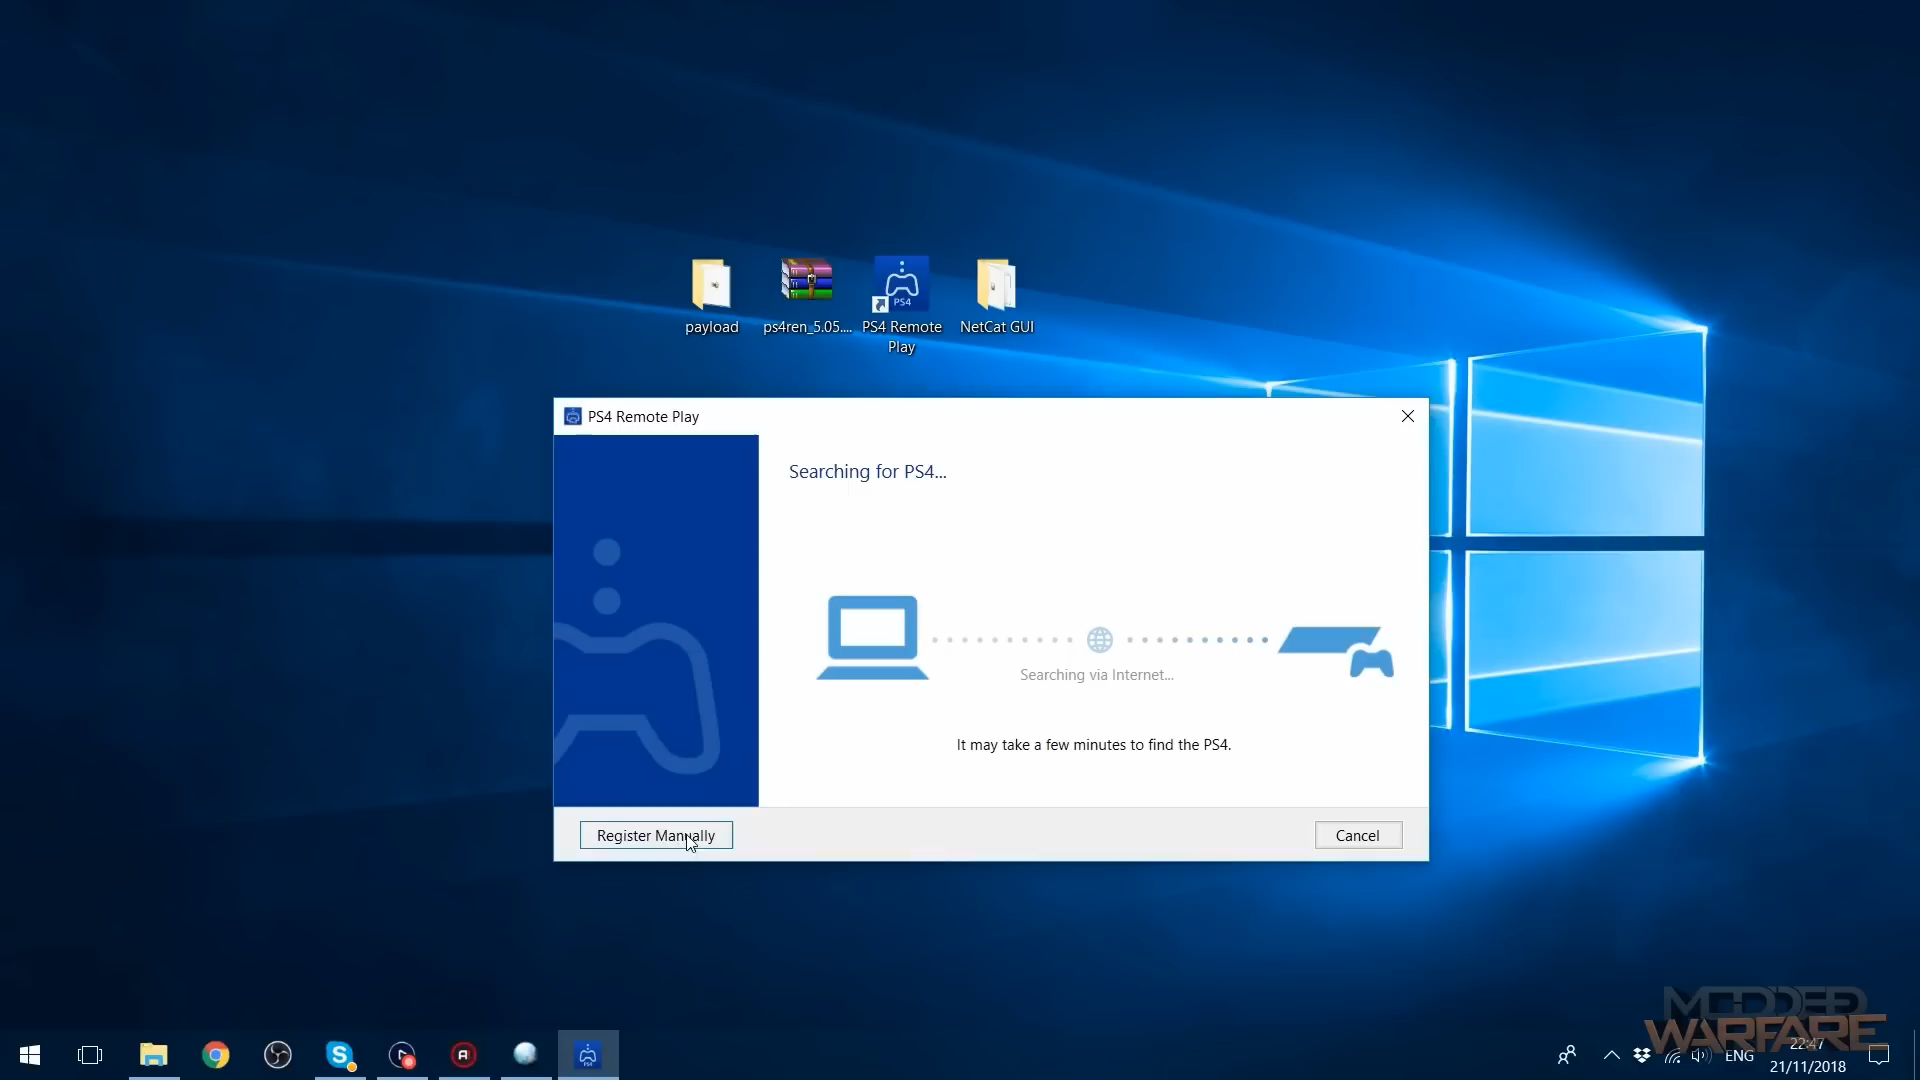 payload
ps4ren_5.05....
PS4 Remote
Play
NetCat GUI
PS4
PS4 Remote Play
Searching for PS4...
Searching via Internet...
It may take a few minutes to find the PS4.
Register Manually
Cancel
MODDED
WARFARE
ENG
22:47
21/11/2018